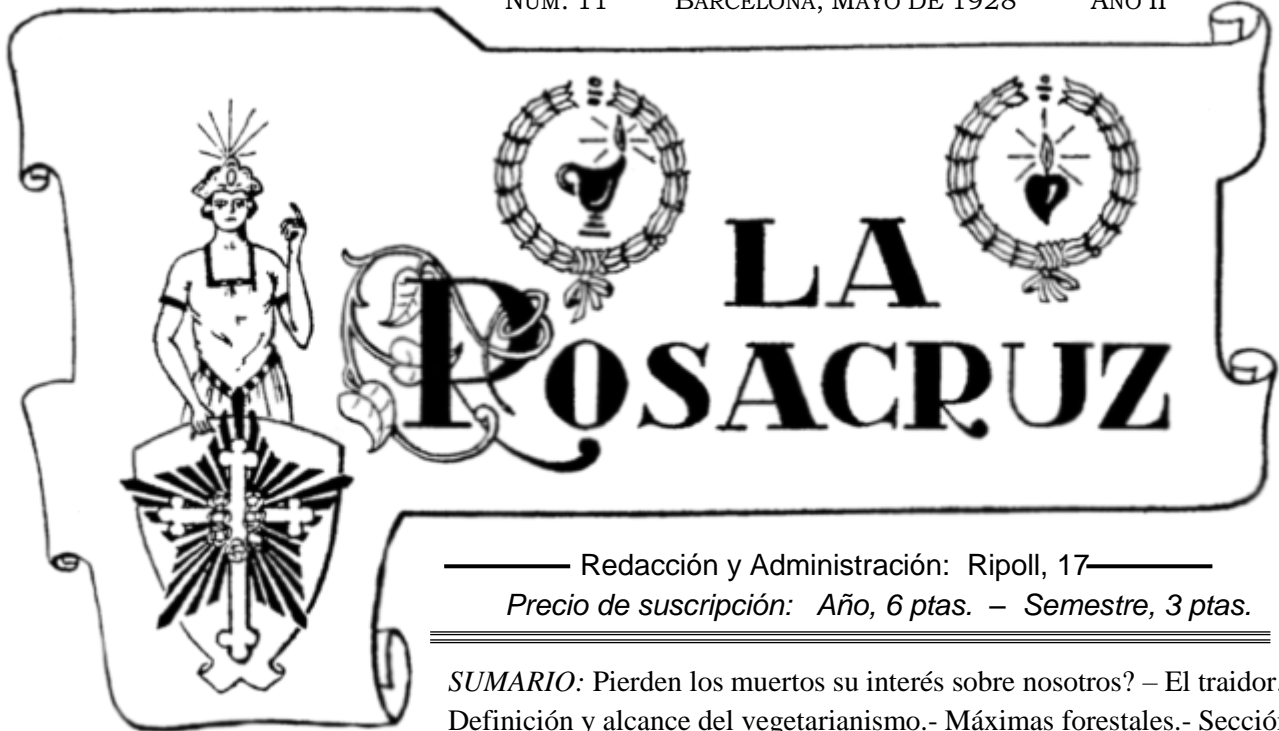 NÚM. 11 BARCELONA, MAYO DE 1928 AÑO II
LA
ROSACRUZ
Redacción y Administración: Ripoll, 17
Precio de suscripción: Año, 6 ptas. – Semestre, 3 ptas.
SUMARIO: Pierden los muertos su interés sobre nosotros? – El traidor.
Definición y alcance del vegetarianismo.- Máximas forestales.- Sección